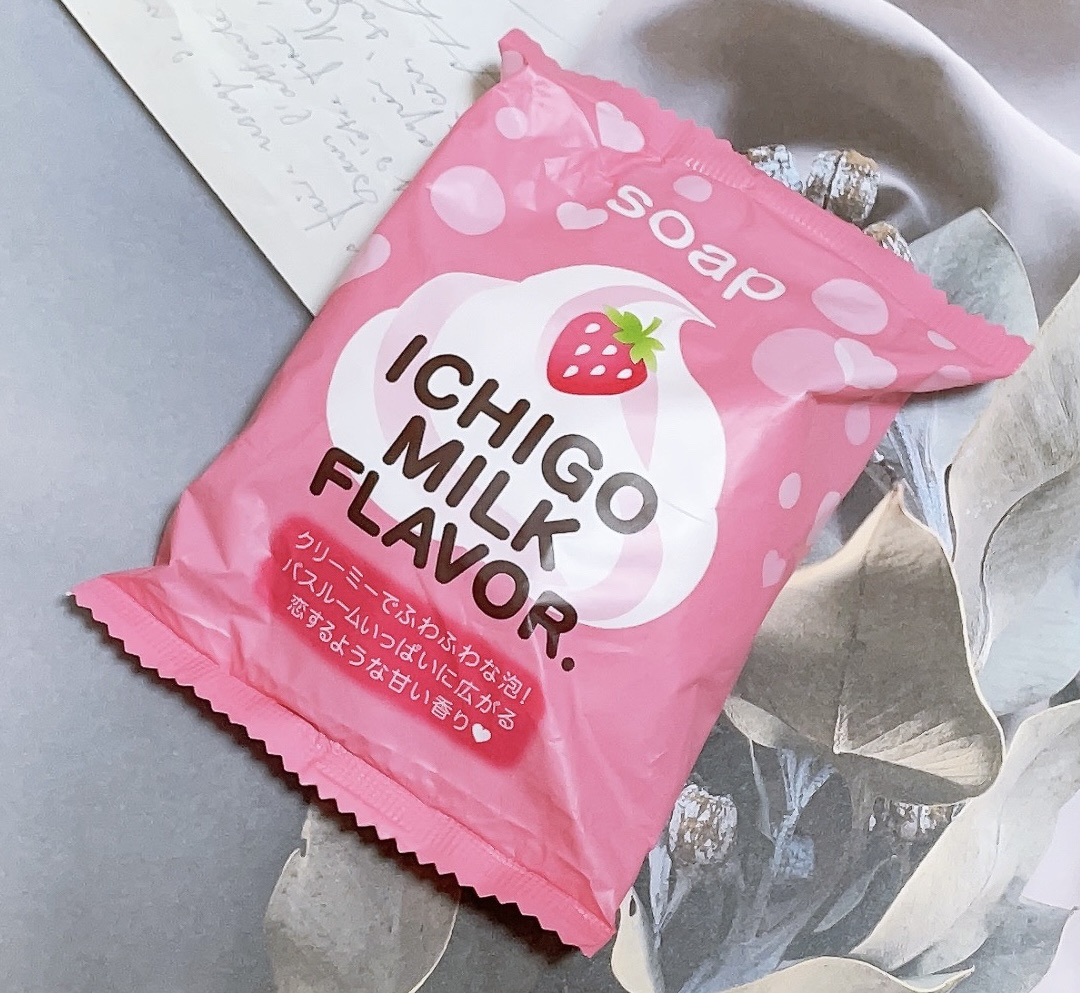 soap
ICHIGO
MILK
FLAVOR.
クリーミーでふわふわな泡!
バスルームいっぱいに広がる
恋するような甘い香り♥